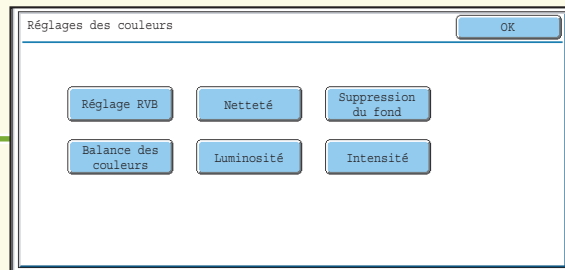 Réglages des couleurs
OK
Réglage RVB
Netteté
Suppression
du fond
Balance des
couleurs
Luminosité
Intensité